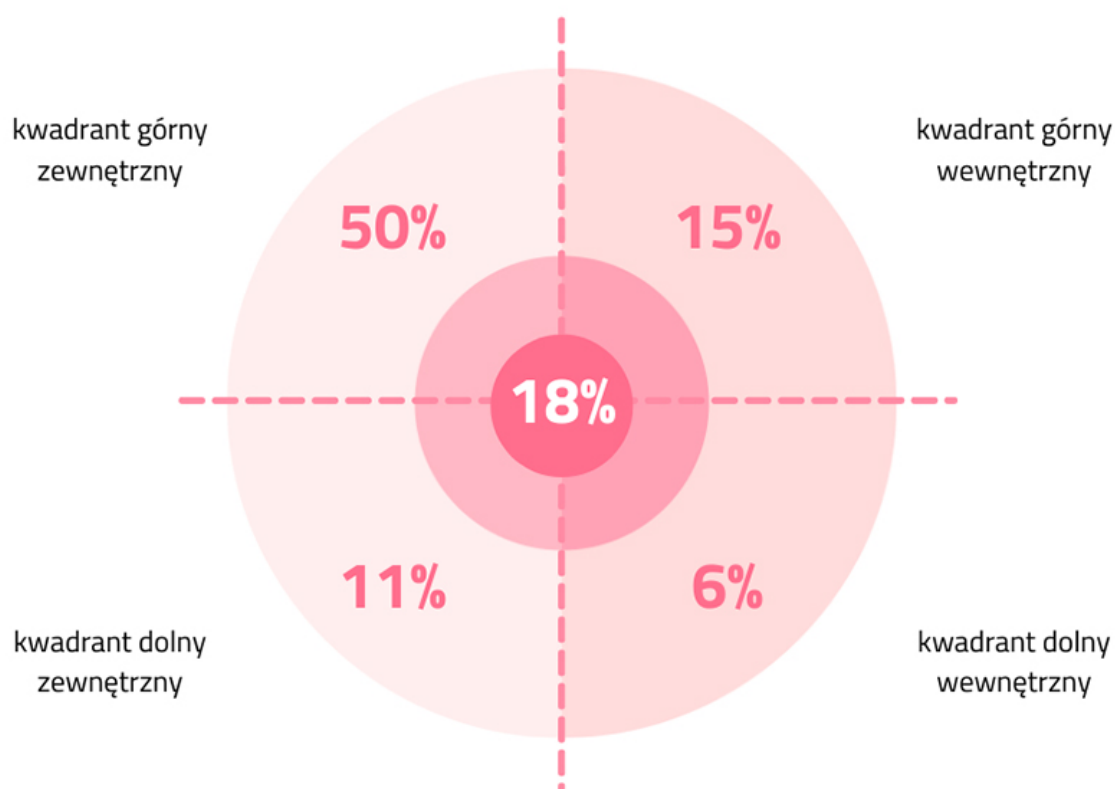 kwadrant górny
zewnętrzny
kwadrant górny
wewnętrzny
50%
15%
18%
11%
6%
kwadrant dolny
zewnętrzny
kwadrant dolny
wewnętrzny